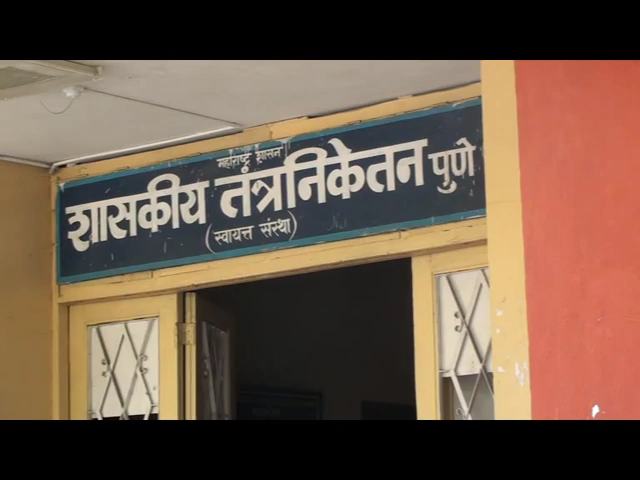 महाराष्ट्र शासन
शासकीय तंत्रनिकेतन पुणे
(स्वायत्त संस्था)